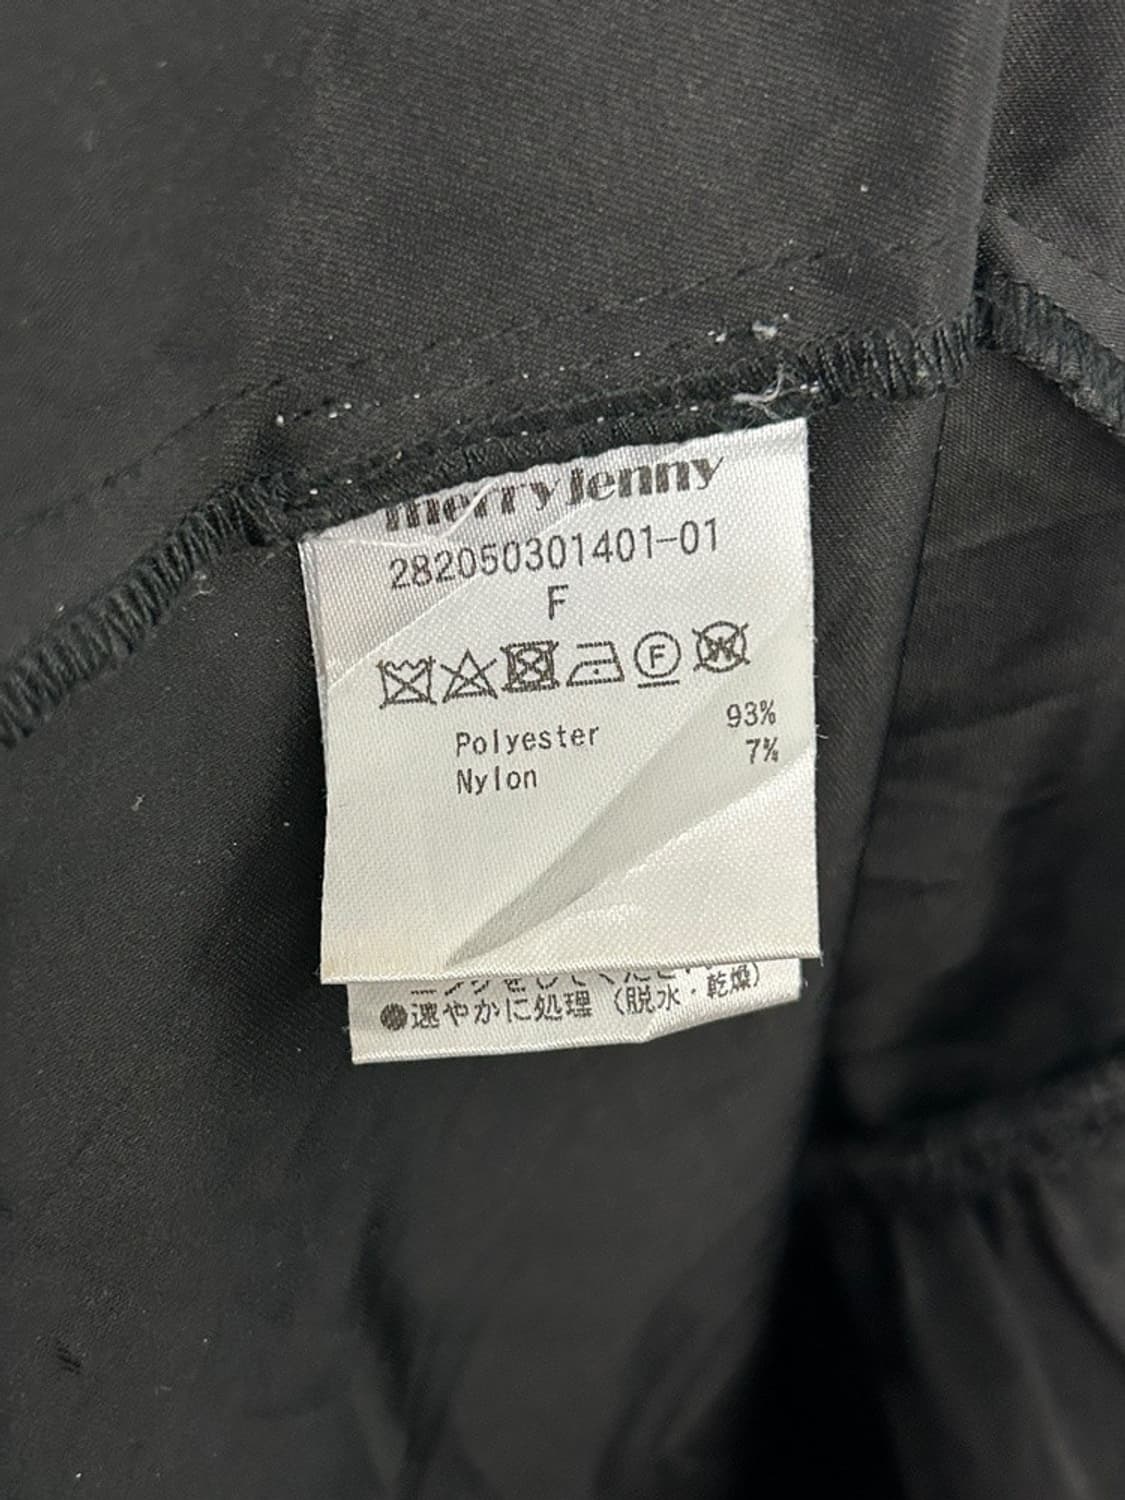 merry jenny
282050301401-01
F
Polyester 93%
Nylon 7%
●速やかに処理（脱水・乾燥）